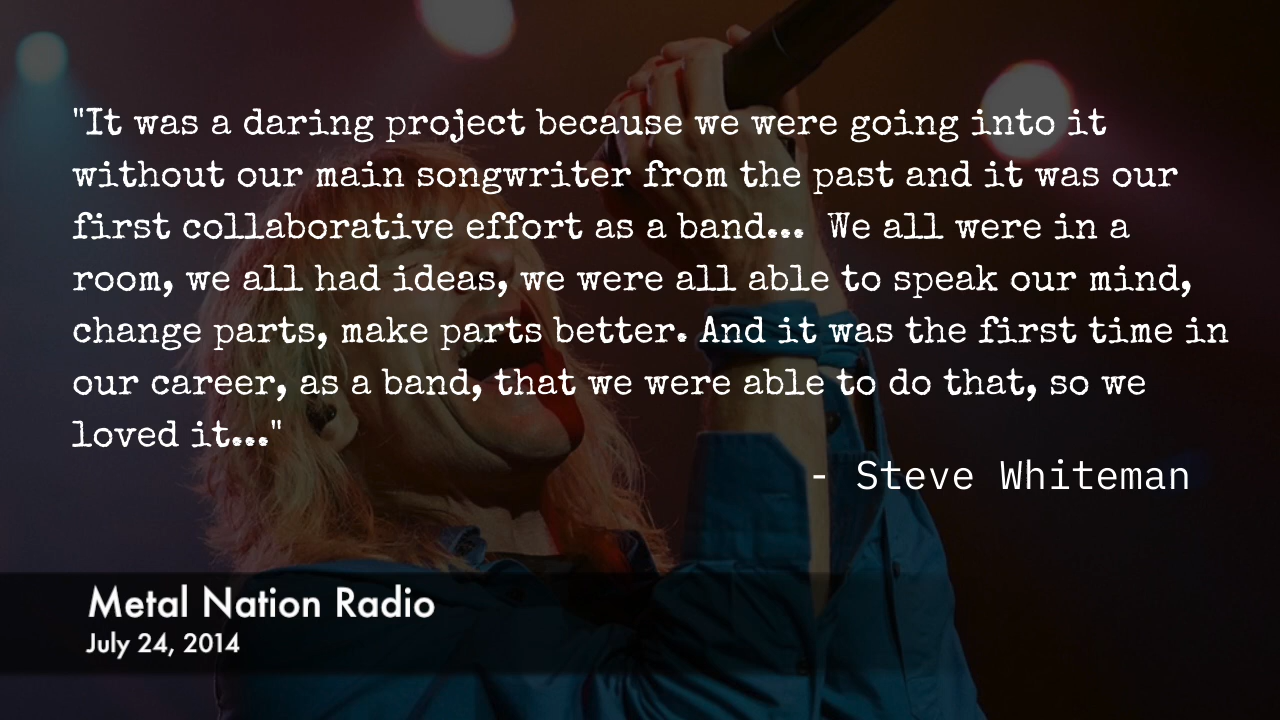 "It was a daring project because we were going into it
without our main songwriter from the past and it was our
first collaborative effort as a band...  We all were in a
room, we all had ideas, we were all able to speak our mind,
change parts, make parts better. And it was the first time in
our career, as a band, that we were able to do that, so we
loved it..."
- Steve Whiteman
Metal Nation Radio
July 24, 2014